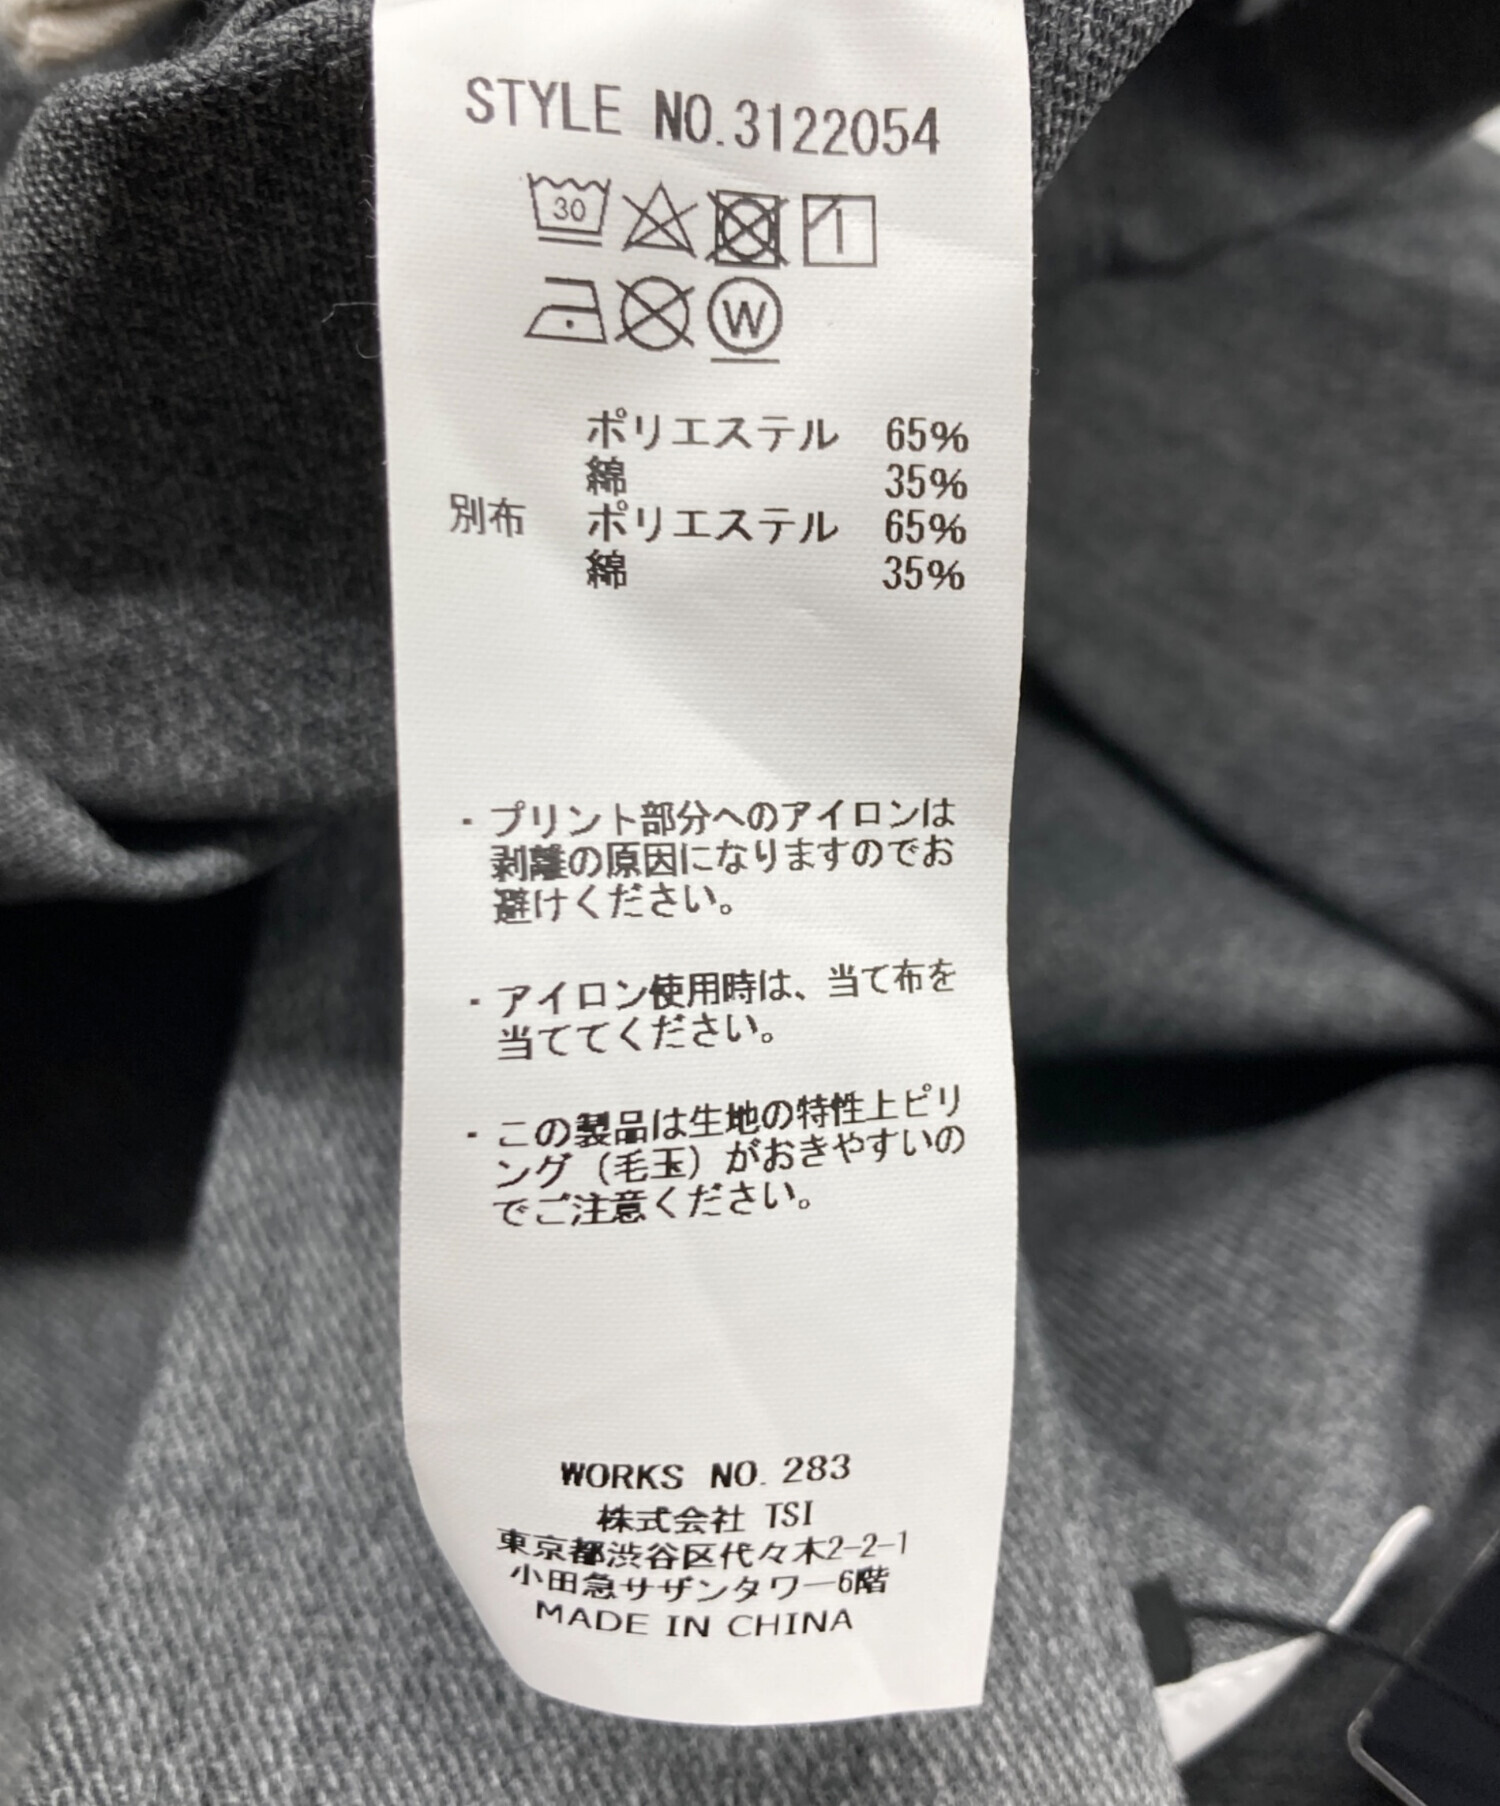 STYLE NO.3122054
30
W
ポリエステル 65%
綿 35%
別布 ポリエステル 65%
綿 35%
・プリント部分へのアイロンは
剥離の原因になりますのでお
避けください。
・アイロン使用時は、当て布を
当ててください。
・この製品は生地の特性上ピリ
ング（毛玉）がおきやすいの
でご注意ください。
WORKS NO. 283
株式会社 TSI
東京都渋谷区代々木2-2-1
小田急サザンタワー6階
MADE IN CHINA